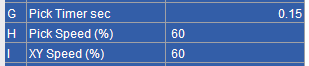 G Pick Timer sec 0.15
H Pick Speed (%) 60
I XY Speed (%) 60